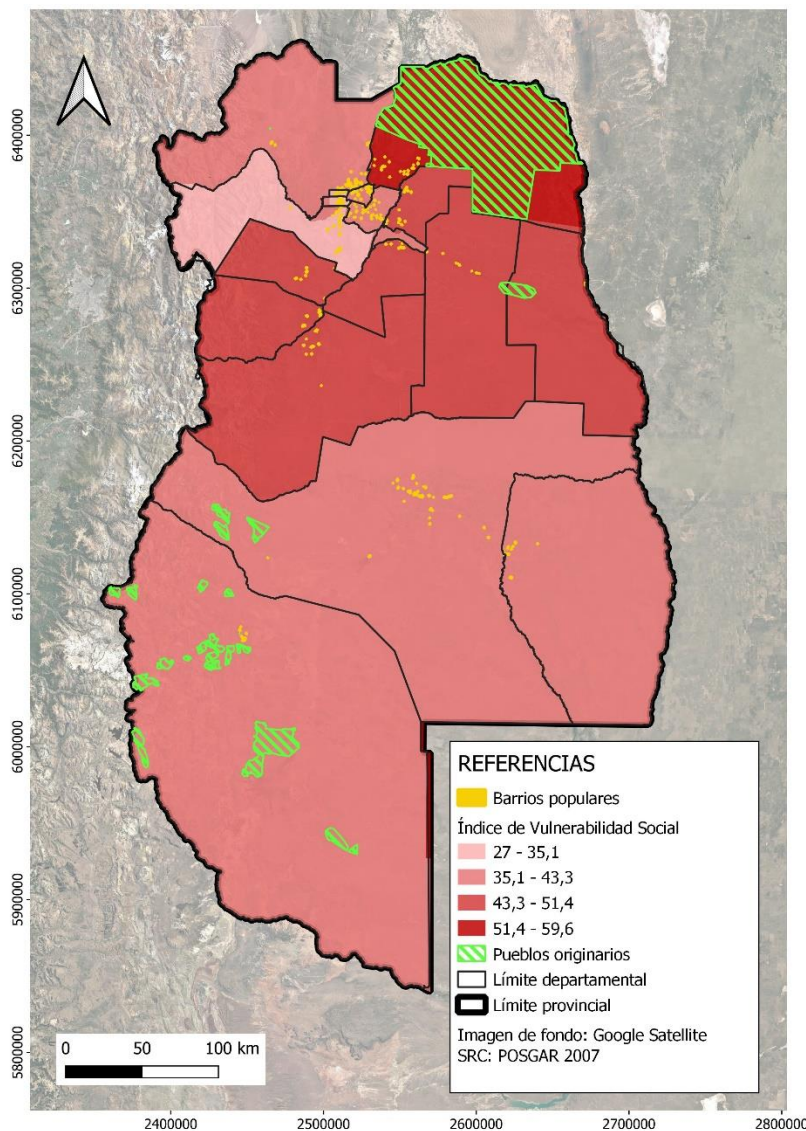 6400000
6300000
6200000
6100000
6000000
5900000
5800000
REFERENCIAS
Barrios populares
Índice de Vulnerabilidad Social
27 - 35,1
35,1 - 43,3
43,3 - 51,4
51,4 - 59,6
Pueblos originarios
Límite departamental
Límite provincial
Imagen de fondo: Google Satellite
SRC: POSGAR 2007
0 50 100 km
2400000 2500000 2600000 2700000 2800000